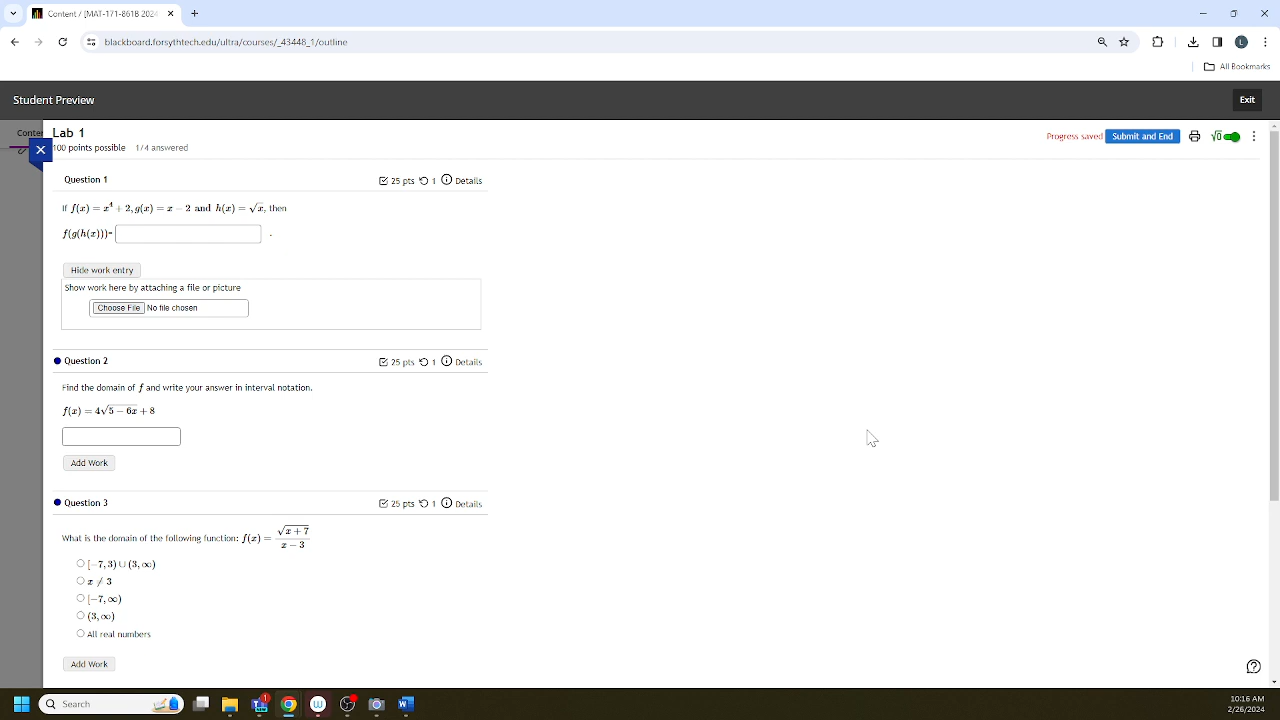 Content / [MAT-171-861B 2024
blackboard.forsythtech.edu/ultra/courses/_43448_1/outline
All Bookmarks
Student Preview
Exit
Lab 1
Progress saved Submit and End
100 points possible 1/4 answered
Question 1 25 pts 1 Details
If f(x) = x⁴ + 2, g(x) = x − 2 and h(x) = √x, then
f(g(h(x)))= .
Hide work entry
Show work here by attaching a file or picture
Choose File No file chosen
Question 2 25 pts 1 Details
Find the domain of f and write your answer in interval notation.
f(x) = 4√(5 − 6x) + 8
Add Work
Question 3 25 pts 1 Details
What is the domain of the following function: f(x) = √(x + 7) / (x − 3)
[−7, 3) ∪ (3, ∞)
x ≠ 3
[−7, ∞)
(3, ∞)
All real numbers
Add Work
Search
10:16 AM
2/26/2024